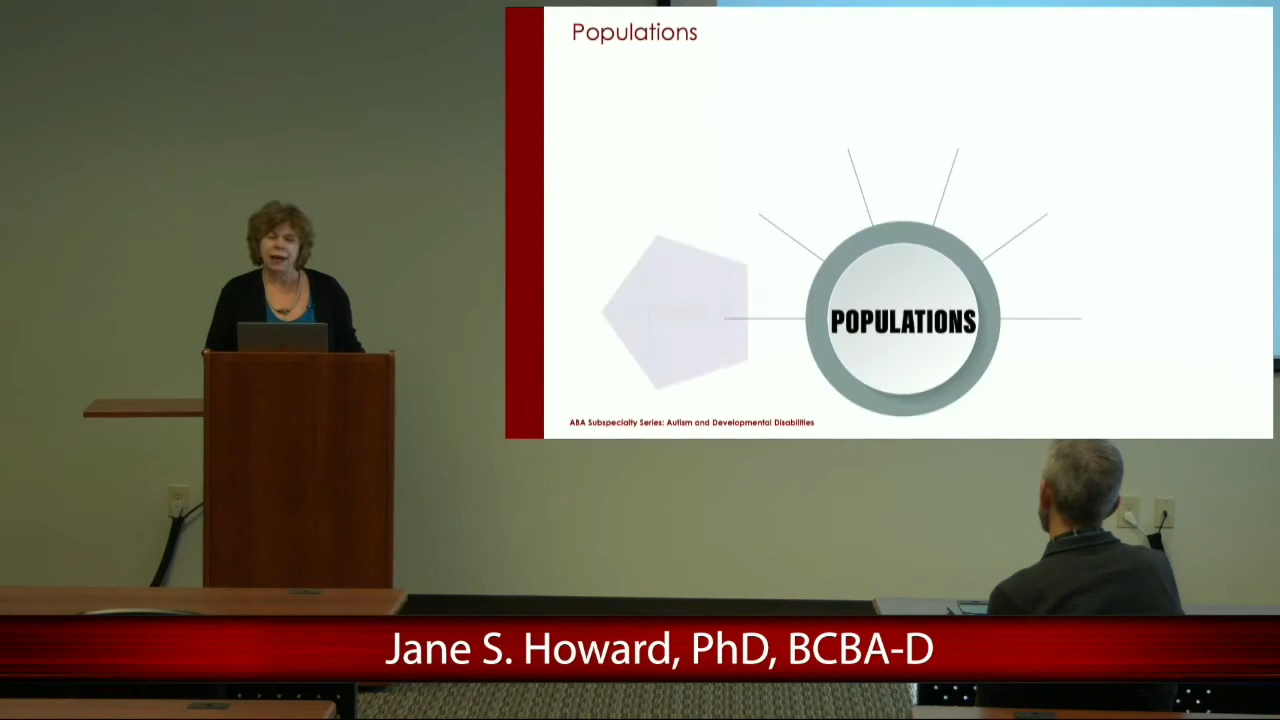 Populations
POPULATIONS
ABA Subspecialty Series: Autism and Developmental Disabilities
Jane S. Howard, PhD, BCBA-D